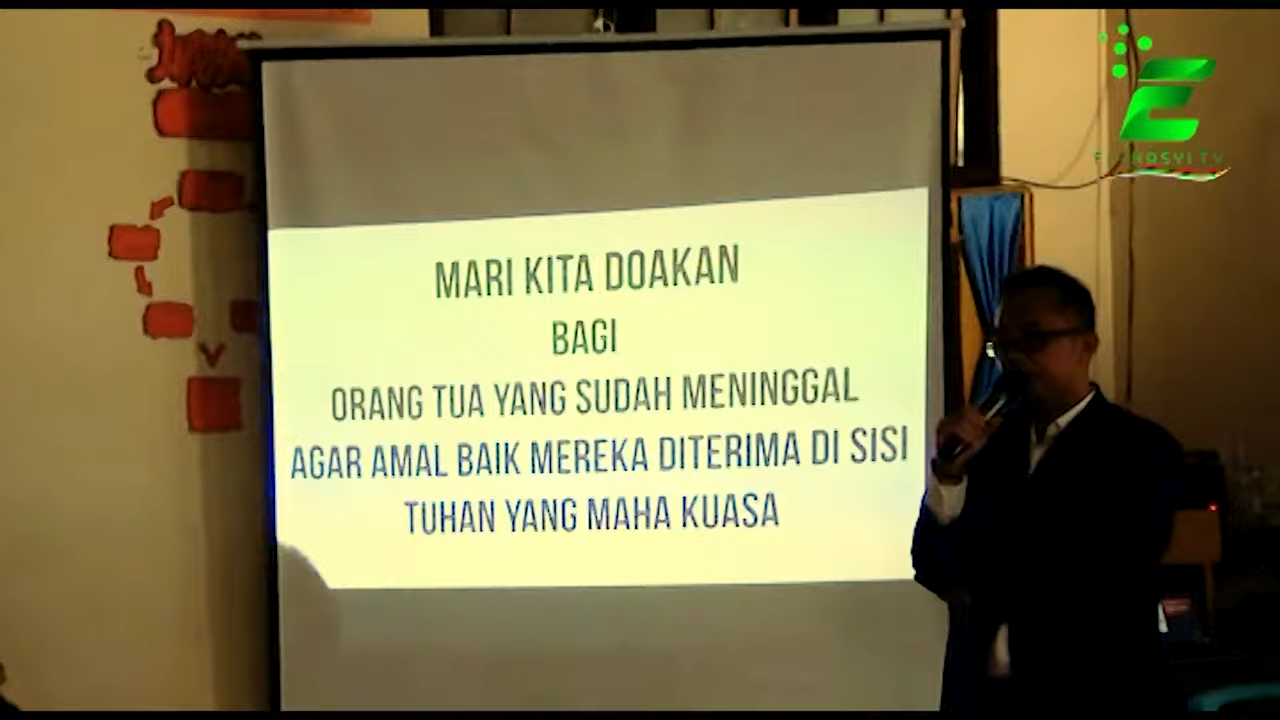 MARI KITA DOAKAN
BAGI
ORANG TUA YANG SUDAH MENINGGAL
AGAR AMAL BAIK MEREKA DITERIMA DI SISI
TUHAN YANG MAHA KUASA
E
TV